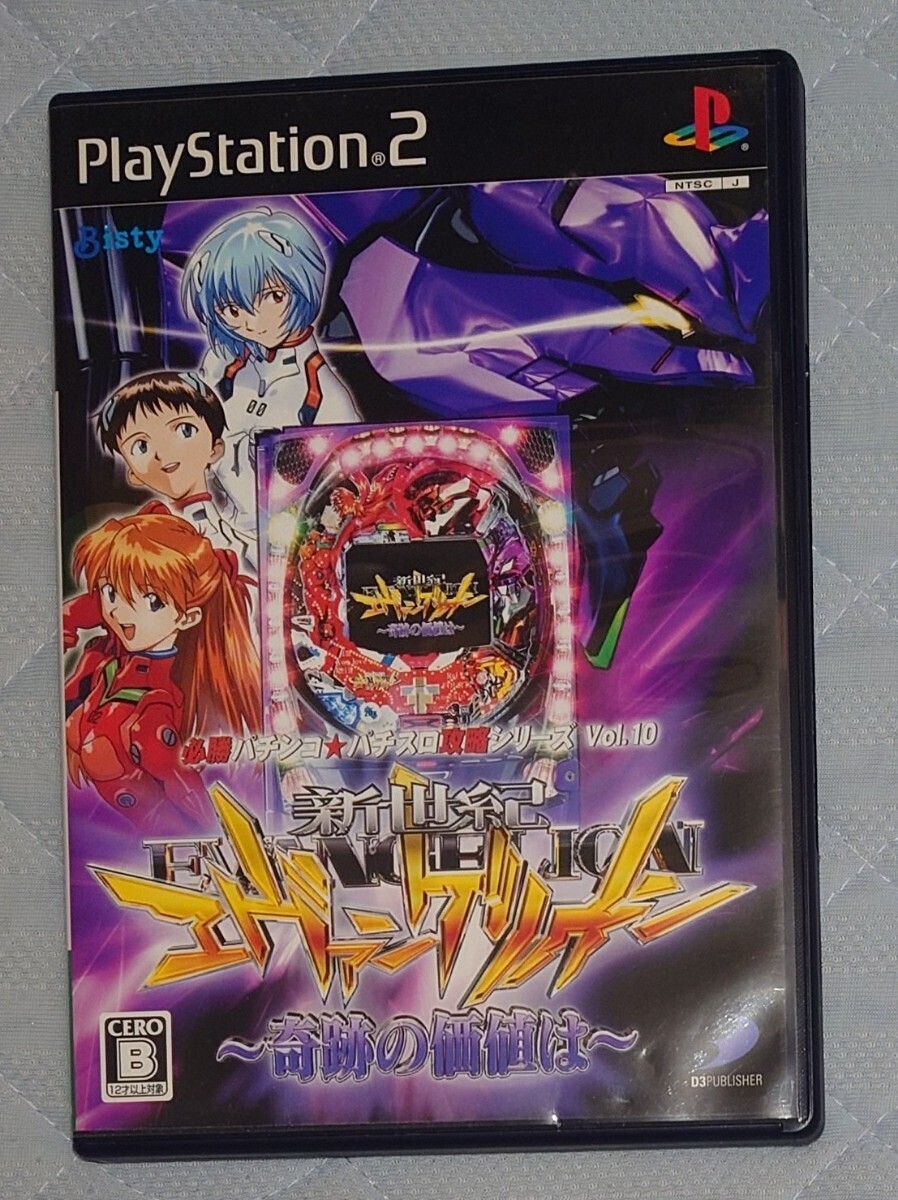 PlayStation®2
NTSC J
Bisty
00
新世紀
エヴァンゲリオン
～奇跡の価値は～
必勝パチンコ★パチスロ攻略シリーズ Vol.10
新世紀
EVANGELION
エヴァンゲリオン
～奇跡の価値は～
CERO
B
12才以上対象
D3PUBLISHER